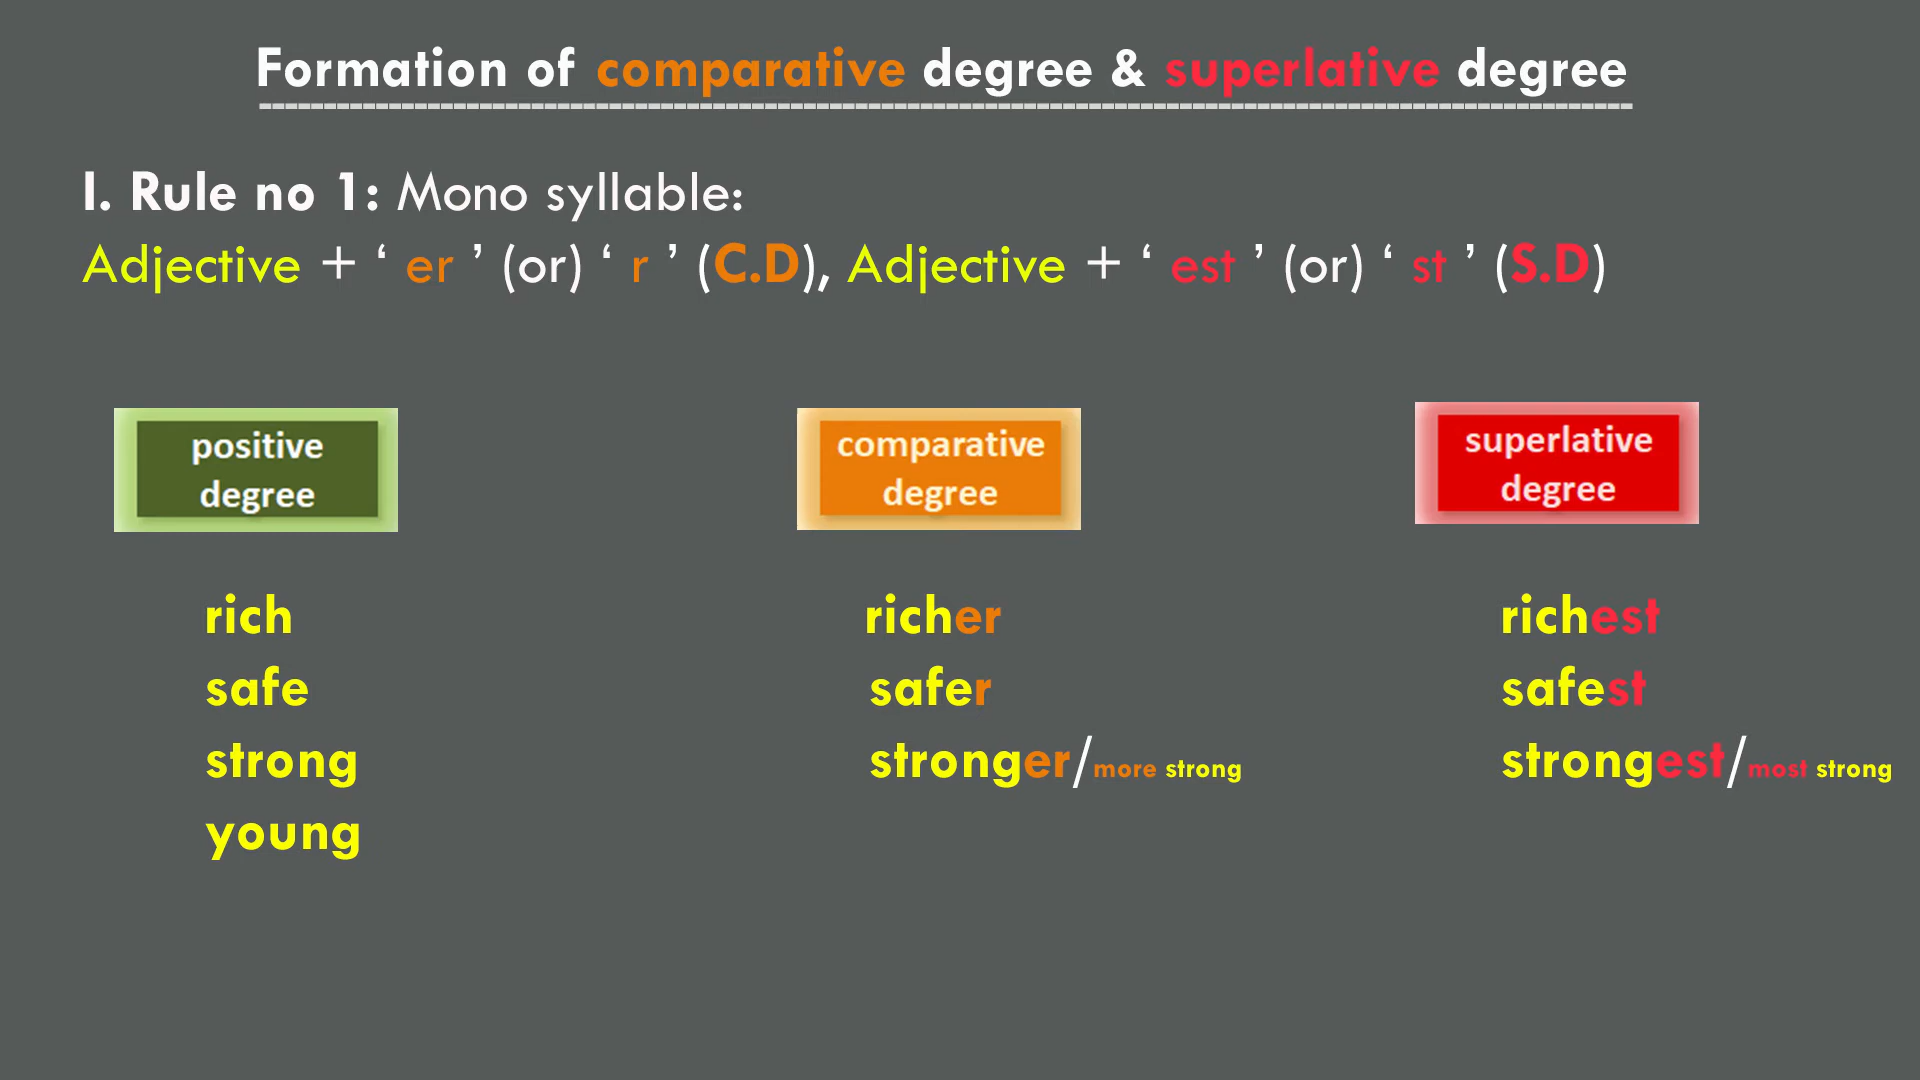 Formation of comparative degree & superlative degree
I. Rule no 1: Mono syllable:
Adjective + ‘ er ’ (or) ‘ r ’ (C.D), Adjective + ‘ est ’ (or) ‘ st ’ (S.D)
positive degree
comparative degree
superlative degree
rich richer richest
safe safer safest
strong stronger/more strong strongest/most strong
young